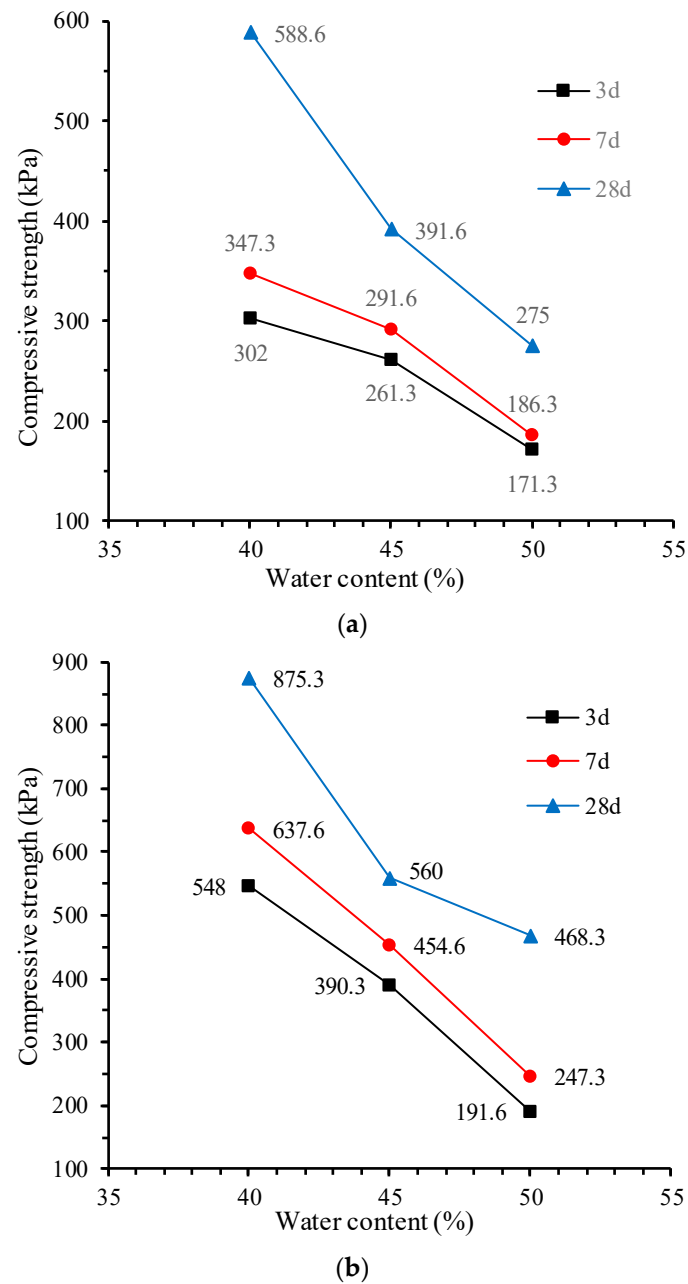 600
588.6
3d
500
7d
28d
400
391.6
347.3
291.6
300
302
275
261.3
200
186.3
171.3
100
35 40 45 50 55
Compressive strength (kPa)
Water content (%)
(a)
900
875.3
800
3d
7d
700
28d
637.6
600
560
548
500
468.3
454.6
400
390.3
300
247.3
200
191.6
100
35 40 45 50 55
Compressive strength (kPa)
Water content (%)
(b)